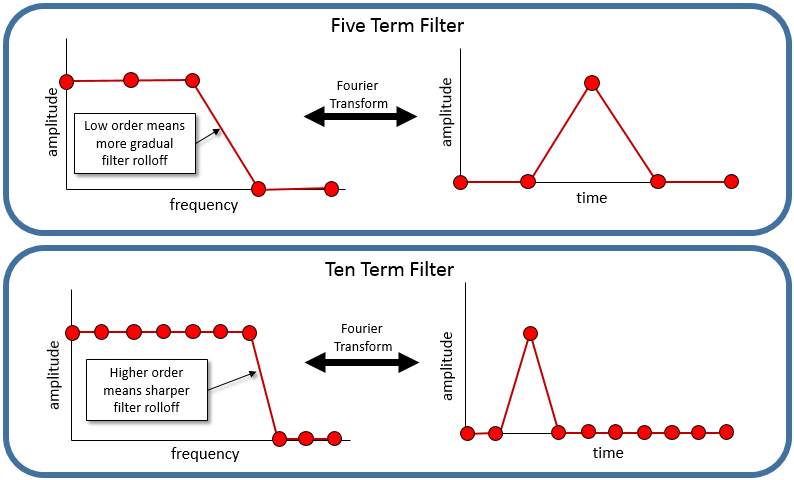 Five Term Filter
amplitude
Low order means
more gradual
filter rolloff
frequency
Fourier
Transform
amplitude
time
Ten Term Filter
amplitude
Higher order
means sharper
filter rolloff
frequency
Fourier
Transform
amplitude
time